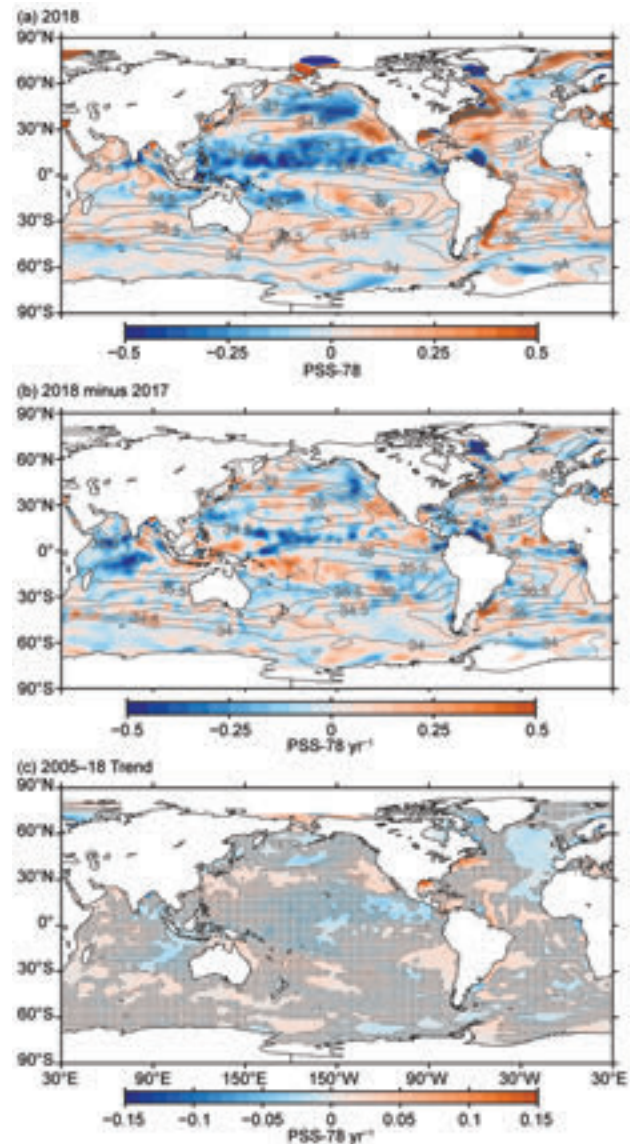 (a) 2018
90°N
60°N
30°N
0°
30°S
60°S
90°S
−0.5 −0.25 0 0.25 0.5
PSS-78
(b) 2018 minus 2017
90°N
60°N
30°N
0°
30°S
60°S
90°S
−0.5 −0.25 0 0.25 0.5
PSS-78 yr⁻¹
(c) 2005–18 Trend
90°N
60°N
30°N
0°
30°S
60°S
90°S
30°E 90°E 150°E 150°W 90°W 30°W 30°E
−0.15 −0.1 −0.05 0 0.05 0.1 0.15
PSS-78 yr⁻¹